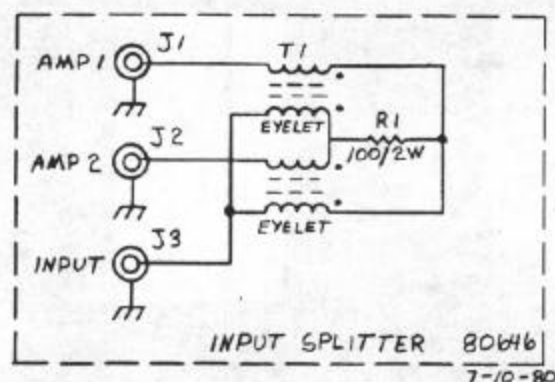 J1
T1
AMP 1
EYELET
R1
100/2W
J2
AMP 2
EYELET
J3
INPUT
INPUT SPLITTER 80646
7-10-80